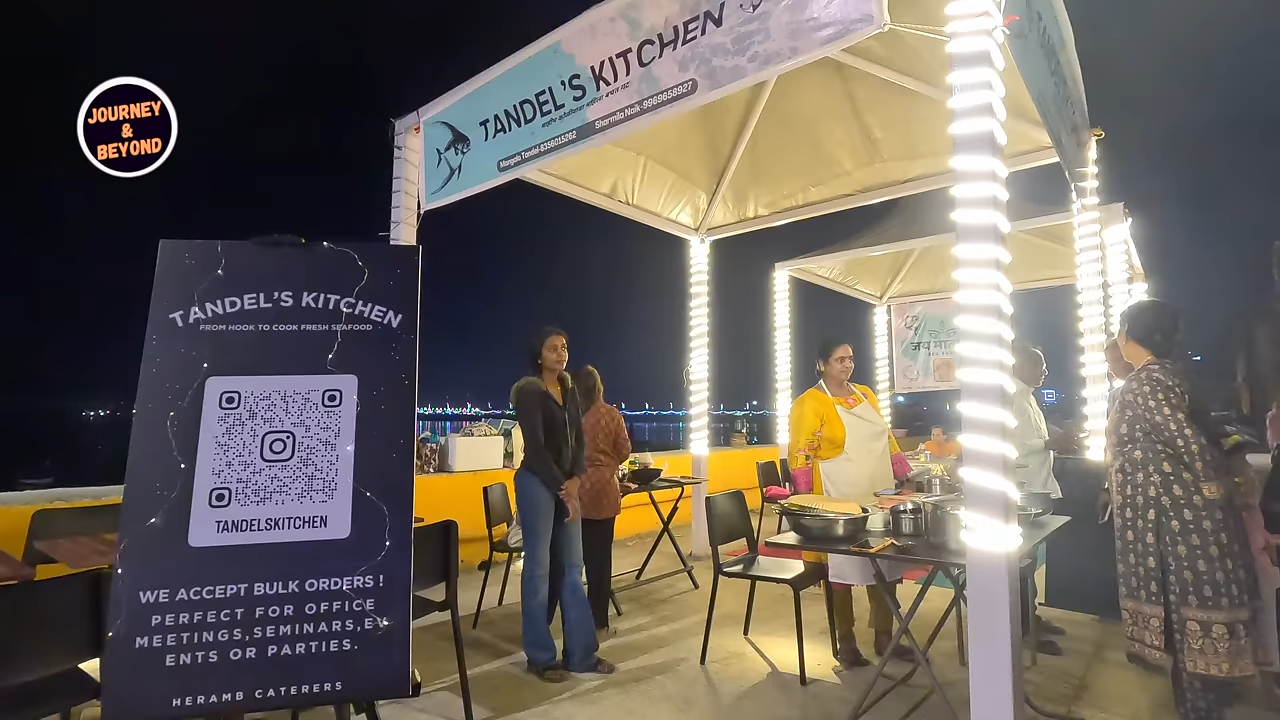 JOURNEY
&
BEYOND
TANDEL'S KITCHEN
Mangala Tandel-8356015262
Sharmila Naik-9969658927
TANDEL'S KITCHEN
FROM HOOK TO COOK FRESH SEAFOOD
TANDELSKITCHEN
WE ACCEPT BULK ORDERS !
PERFECT FOR OFFICE
MEETINGS,SEMINARS,EV
ENTS OR PARTIES.
HERAMB CATERERS
जय